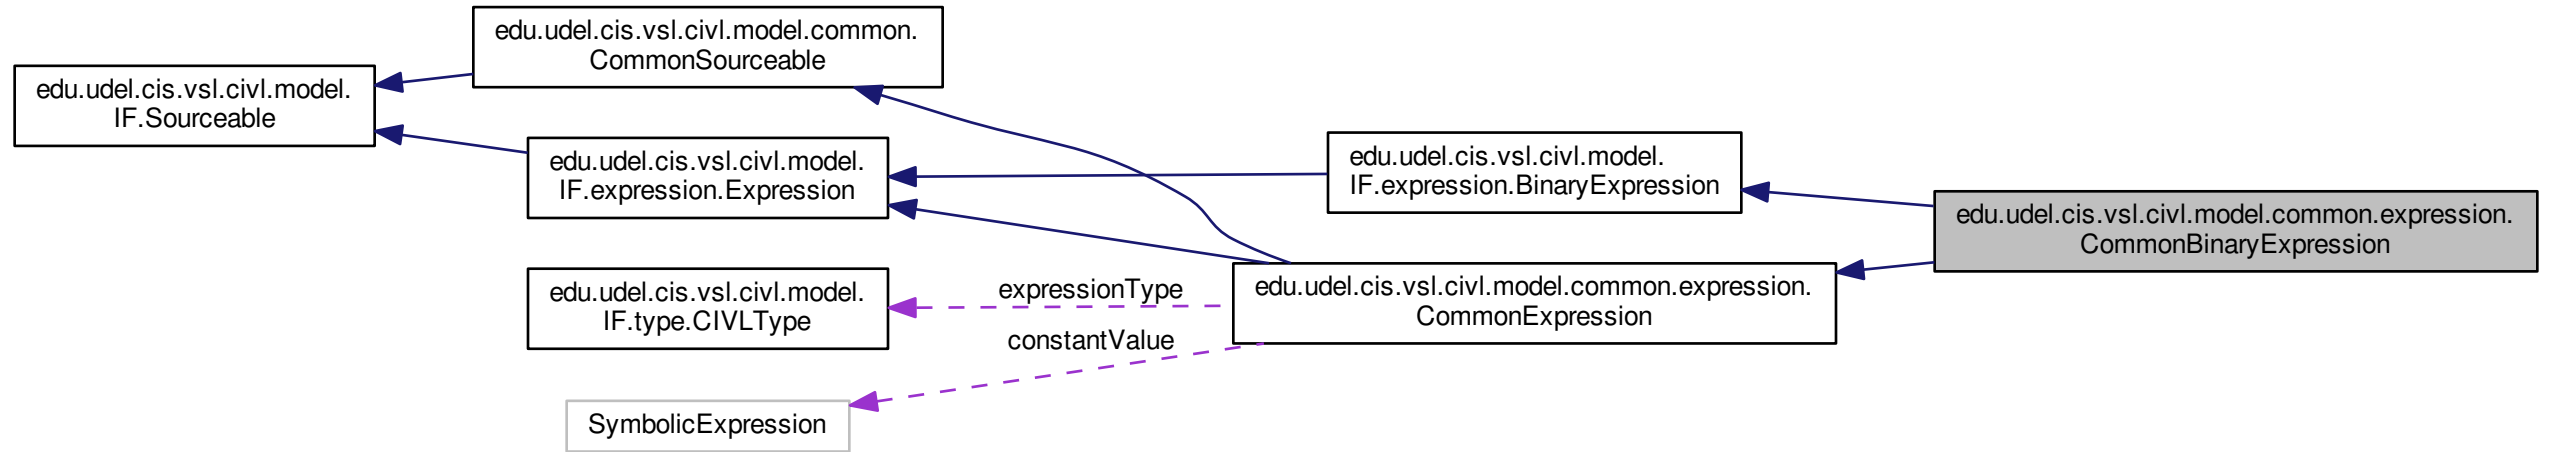 edu.udel.cis.vsl.civl.model.common.
CommonSourceable
edu.udel.cis.vsl.civl.model.
IF.Sourceable
edu.udel.cis.vsl.civl.model.
IF.expression.Expression
edu.udel.cis.vsl.civl.model.
IF.expression.BinaryExpression
edu.udel.cis.vsl.civl.model.common.expression.
CommonBinaryExpression
edu.udel.cis.vsl.civl.model.
IF.type.CIVLType
expressionType
edu.udel.cis.vsl.civl.model.common.expression.
CommonExpression
constantValue
SymbolicExpression